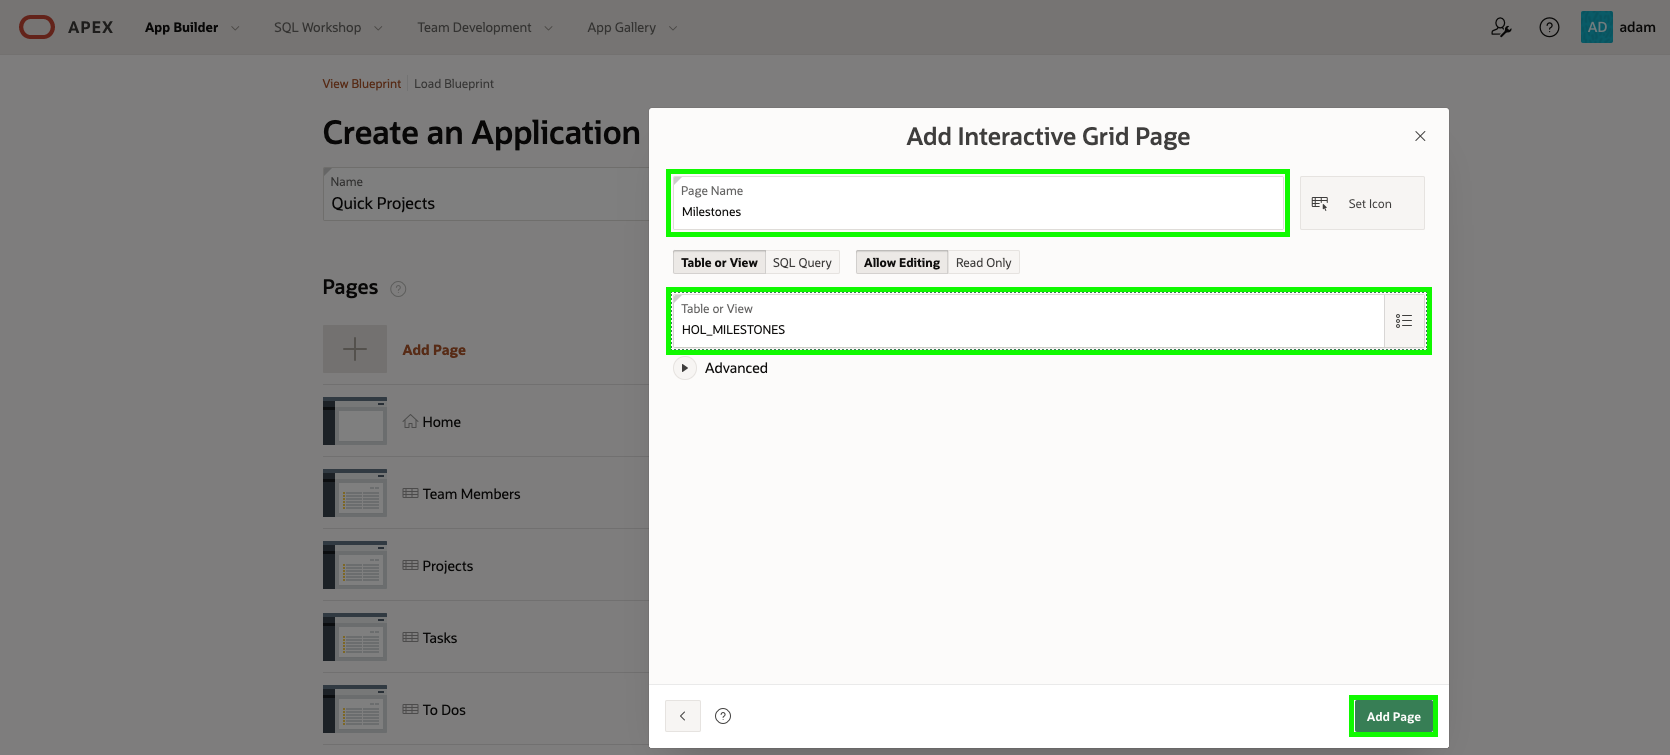 APEX App Builder SQL Workshop Team Development App Gallery AD adam
View Blueprint Load Blueprint
Create an Application
Name
Quick Projects
Pages
Add Page
Home
Team Members
Projects
Tasks
To Dos
Add Interactive Grid Page
Page Name
Milestones
Set Icon
Table or View SQL Query Allow Editing Read Only
Table or View
HOL_MILESTONES
Advanced
Add Page